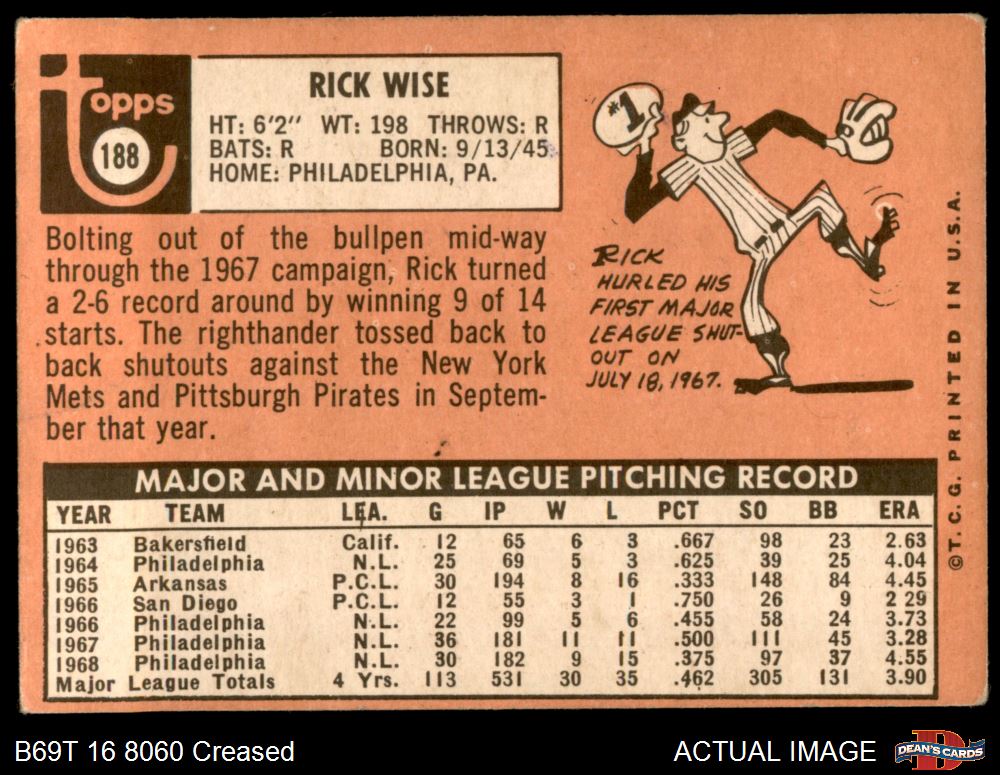 Topps
188
RICK WISE
HT: 6'2" WT: 198 THROWS: R
BATS: R BORN: 9/13/45
HOME: PHILADELPHIA, PA.
Bolting out of the bullpen mid-way
through the 1967 campaign, Rick turned
a 2-6 record around by winning 9 of 14
starts. The righthander tossed back to
back shutouts against the New York
Mets and Pittsburgh Pirates in Septem-
ber that year.
#1
RICK
HURLED HIS
FIRST MAJOR
LEAGUE SHUT-
OUT ON
JULY 18, 1967.
© T.C.G. PRINTED IN U.S.A.
MAJOR AND MINOR LEAGUE PITCHING RECORD
YEAR TEAM LEA. G IP W L PCT SO BB ERA
1963 Bakersfield Calif. 12 65 6 3 .667 98 23 2.63
1964 Philadelphia N.L. 25 69 5 3 .625 39 25 4.04
1965 Arkansas P.C.L. 30 194 8 16 .333 148 84 4.45
1966 San Diego P.C.L. 12 55 3 1 .750 26 9 2 29
1966 Philadelphia N.L. 22 99 5 6 .455 58 24 3.73
1967 Philadelphia N.L. 36 181 11 11 .500 111 45 3.28
1968 Philadelphia N.L. 30 182 9 15 .375 97 37 4.55
Major League Totals 4 Yrs. 113 531 30 35 .462 305 131 3.90
B69T 16 8060 Creased
ACTUAL IMAGE
DEAN'S CARDS